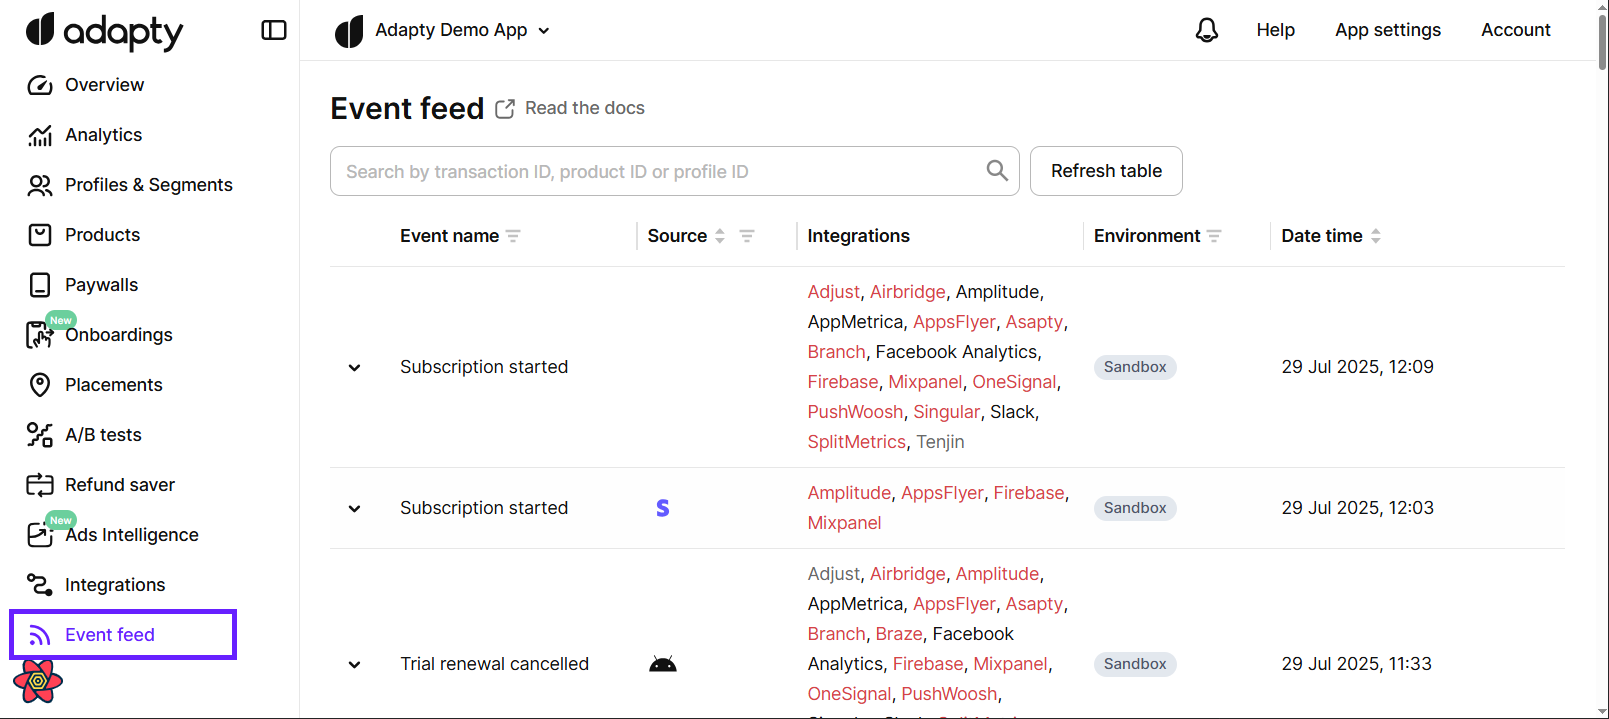 adapty
Adapty Demo App
Help
App settings
Account
Overview
Analytics
Profiles & Segments
Products
Paywalls
New
Onboardings
Placements
A/B tests
Refund saver
New
Ads Intelligence
Integrations
Event feed
Event feed
Read the docs
Search by transaction ID, product ID or profile ID
Refresh table
Event name
Source
Integrations
Environment
Date time
Subscription started
Adjust, Airbridge, Amplitude,
AppMetrica, AppsFlyer, Asapty,
Branch, Facebook Analytics,
Firebase, Mixpanel, OneSignal,
PushWoosh, Singular, Slack,
SplitMetrics, Tenjin
Sandbox
29 Jul 2025, 12:09
Subscription started
S
Amplitude, AppsFlyer, Firebase,
Mixpanel
Sandbox
29 Jul 2025, 12:03
Trial renewal cancelled
Adjust, Airbridge, Amplitude,
AppMetrica, AppsFlyer, Asapty,
Branch, Braze, Facebook
Analytics, Firebase, Mixpanel,
OneSignal, PushWoosh,
Sandbox
29 Jul 2025, 11:33